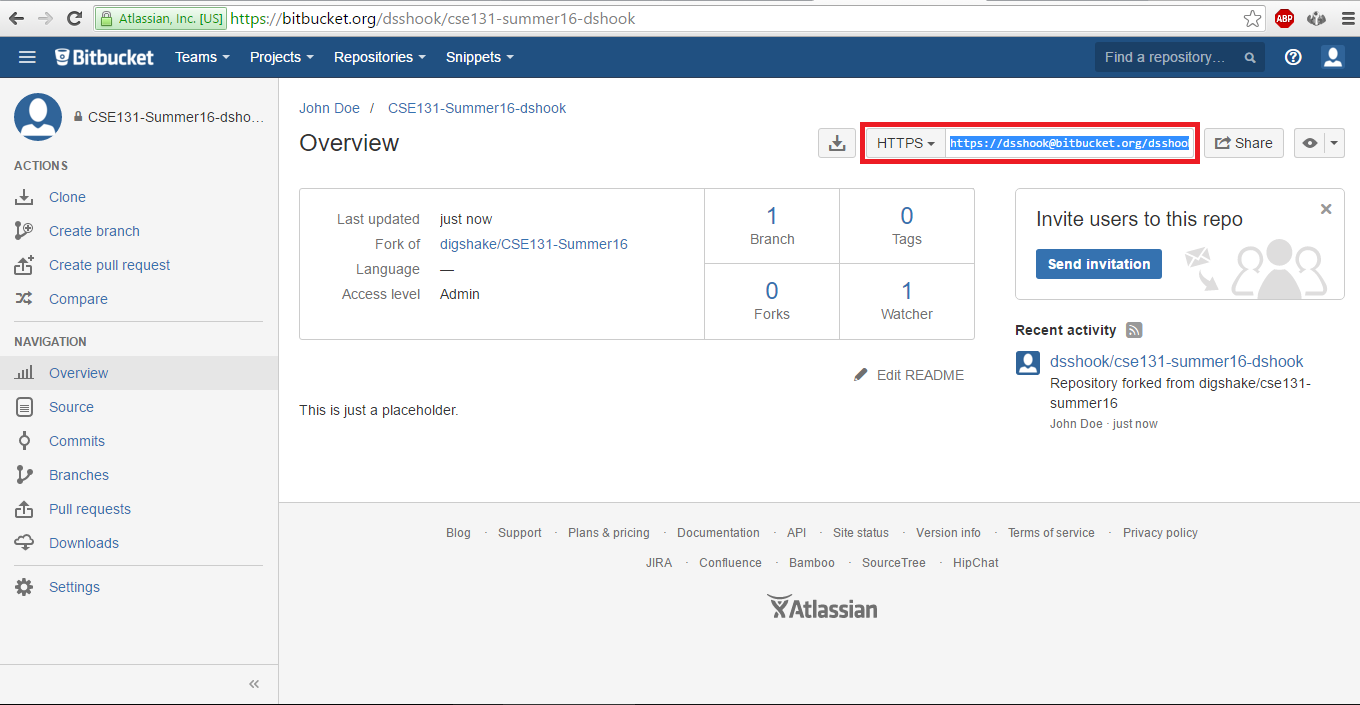 Atlassian, Inc. [US] https://bitbucket.org/dsshook/cse131-summer16-dshook
ABP
Bitbucket Teams Projects Repositories Snippets Find a repository... ?
CSE131-Summer16-dsho...
ACTIONS
Clone
Create branch
Create pull request
Compare
NAVIGATION
Overview
Source
Commits
Branches
Pull requests
Downloads
Settings
«
John Doe / CSE131-Summer16-dshook
Overview
HTTPS https://dsshook@bitbucket.org/dsshoo
Share
Last updated just now
Fork of digshake/CSE131-Summer16
Language —
Access level Admin
1
Branch
0
Tags
0
Forks
1
Watcher
Edit README
This is just a placeholder.
Invite users to this repo
Send invitation
Recent activity
dsshook/cse131-summer16-dshook
Repository forked from digshake/cse131-
summer16
John Doe · just now
Blog · Support · Plans & pricing · Documentation · API · Site status · Version info · Terms of service · Privacy policy
JIRA · Confluence · Bamboo · SourceTree · HipChat
Atlassian